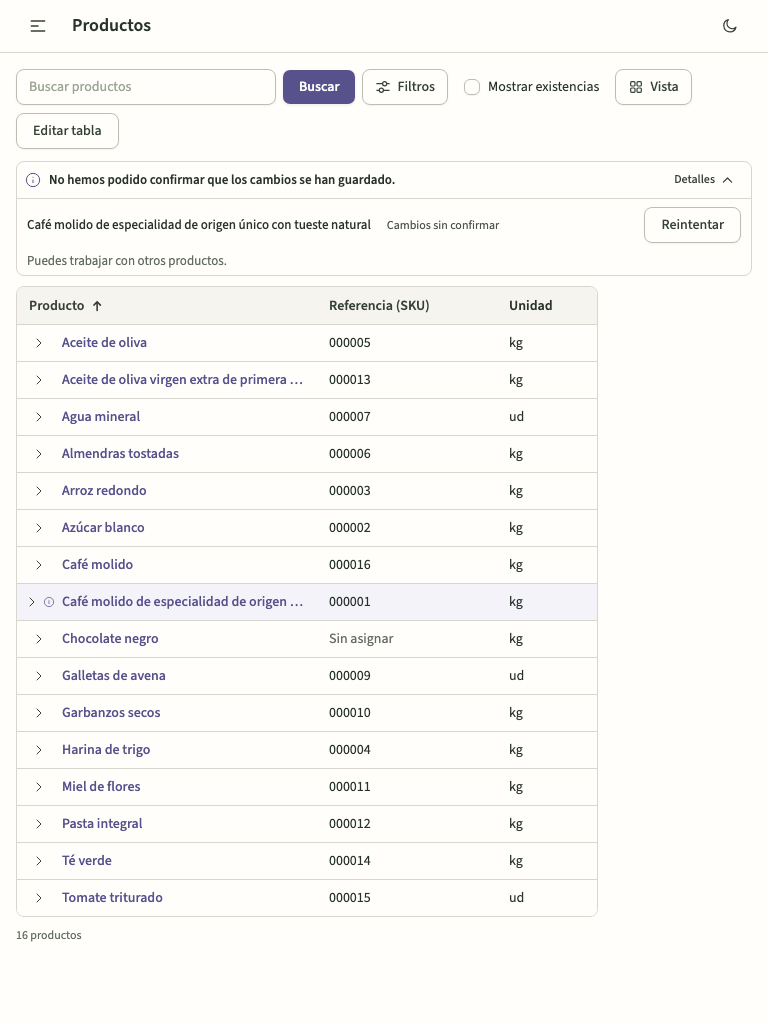 Productos
Buscar productos
Buscar
Filtros
Mostrar existencias
Vista
Editar tabla
No hemos podido confirmar que los cambios se han guardado.
Detalles
Café molido de especialidad de origen único con tueste natural
Cambios sin confirmar
Reintentar
Puedes trabajar con otros productos.
Producto Referencia (SKU) Unidad
Aceite de oliva 000005 kg
Aceite de oliva virgen extra de primera … 000013 kg
Agua mineral 000007 ud
Almendras tostadas 000006 kg
Arroz redondo 000003 kg
Azúcar blanco 000002 kg
Café molido 000016 kg
Café molido de especialidad de origen … 000001 kg
Chocolate negro Sin asignar kg
Galletas de avena 000009 ud
Garbanzos secos 000010 kg
Harina de trigo 000004 kg
Miel de flores 000011 kg
Pasta integral 000012 kg
Té verde 000014 kg
Tomate triturado 000015 ud
16 productos